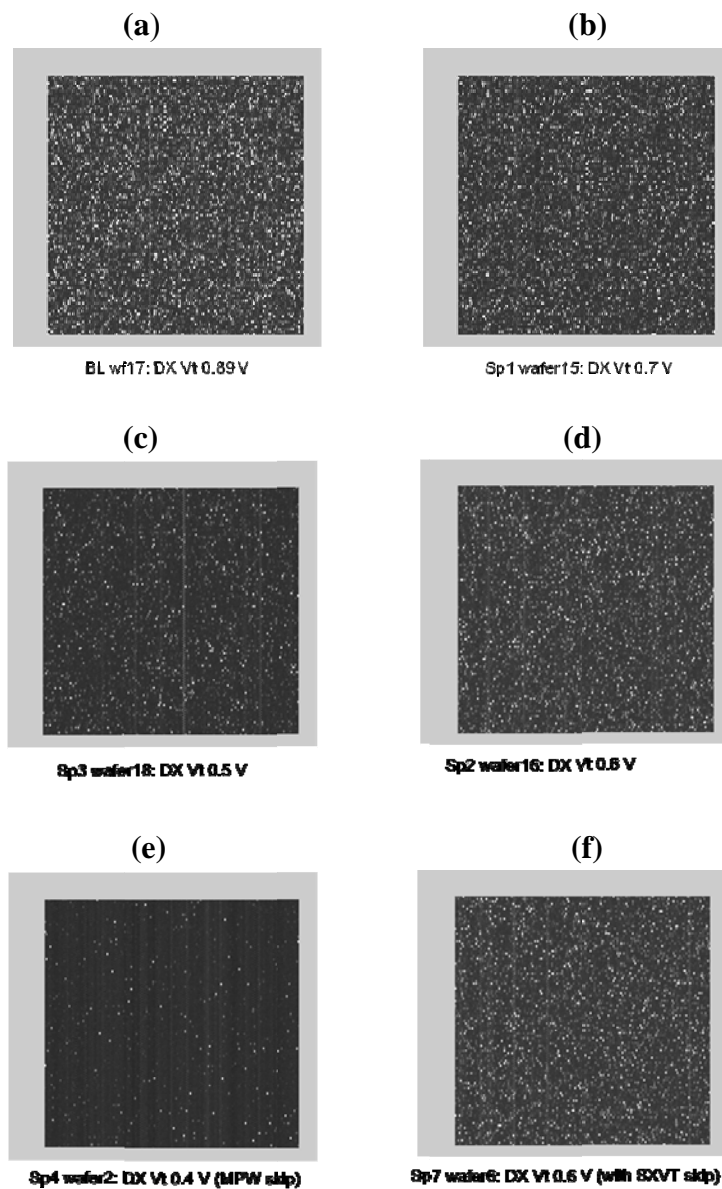 (a)
(b)
BL wf17: DX Vt 0.89 V
Sp1 wafer15: DX Vt 0.7 V
(c)
(d)
Sp3 wafer18: DX Vt 0.5 V
Sp2 wafer16: DX Vt 0.6 V
(e)
(f)
Sp4 wafer2: DX Vt 0.4 V (MPW skip)
Sp7 wafer6: DX Vt 0.6 V (with SXVT skip)